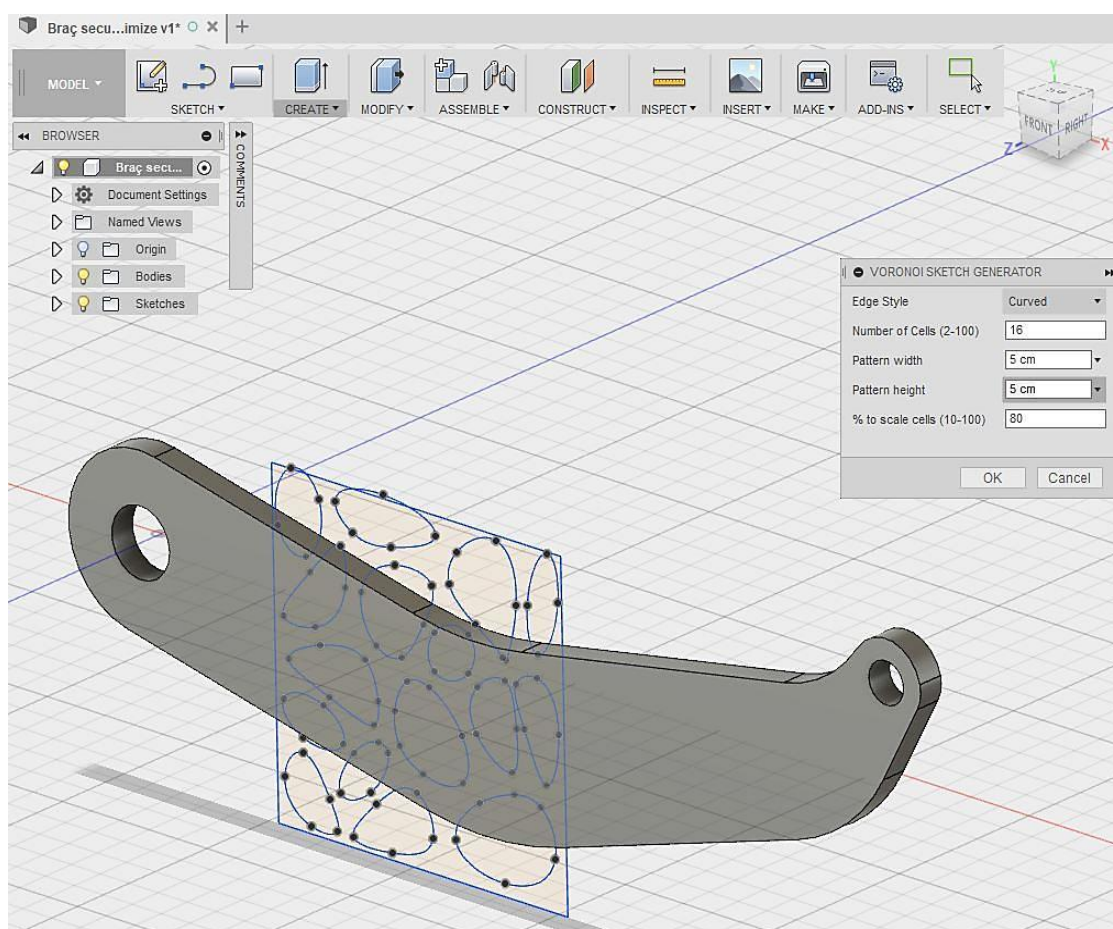 Braç secu...imize v1*
MODEL
SKETCH
CREATE
MODIFY
ASSEMBLE
CONSTRUCT
INSPECT
INSERT
MAKE
ADD-INS
SELECT
BROWSER
COMMENTS
Braç secu...
Document Settings
Named Views
Origin
Bodies
Sketches
Y
FRONT
RIGHT
Z
X
VORONOI SKETCH GENERATOR
Edge Style Curved
Number of Cells (2-100) 16
Pattern width 5 cm
Pattern height 5 cm
% to scale cells (10-100) 80
OK Cancel